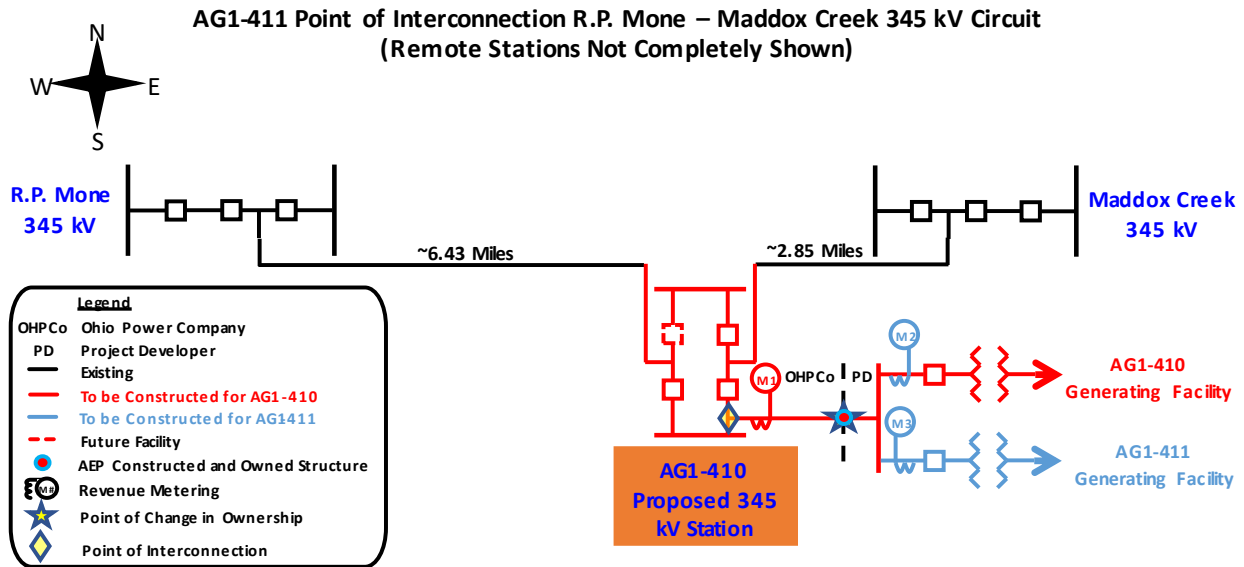 AG1-411 Point of Interconnection R.P. Mone – Maddox Creek 345 kV Circuit
(Remote Stations Not Completely Shown)
N
W
E
S
R.P. Mone
345 kV
Maddox Creek
345 kV
~6.43 Miles
~2.85 Miles
Legend
OHPCo Ohio Power Company
PD Project Developer
Existing
To be Constructed for AG1-410
To be Constructed for AG1411
Future Facility
AEP Constructed and Owned Structure
M# Revenue Metering
Point of Change in Ownership
Point of Interconnection
M1
OHPCo
PD
M2
M3
AG1-410
Generating Facility
AG1-411
Generating Facility
AG1-410
Proposed 345
kV Station